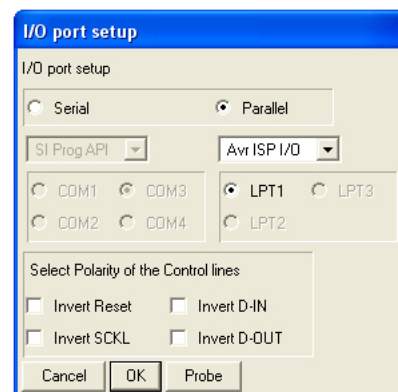 I/O port setup
I/O port setup
Serial Parallel
SI Prog API Avr ISP I/O
COM1 COM3 LPT1 LPT3
COM2 COM4 LPT2
Select Polarity of the Control lines
Invert Reset Invert D-IN
Invert SCKL Invert D-OUT
Cancel OK Probe